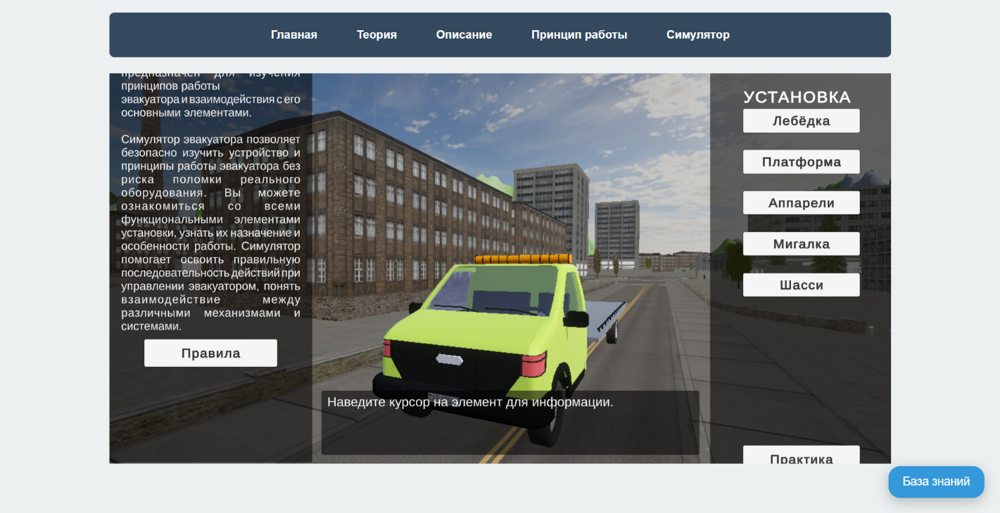 Главная
Теория
Описание
Принцип работы
Симулятор
предназначен для изучения
принципов работы
эвакуатора и взаимодействия с его
основными элементами.
Симулятор эвакуатора позволяет
безопасно изучить устройство и
принципы работы эвакуатора без
риска поломки реального
оборудования. Вы можете
ознакомиться со всеми
функциональными элементами
установки, узнать их назначение и
особенности работы. Симулятор
помогает освоить правильную
последовательность действий при
управлении эвакуатором, понять
взаимодействие между
различными механизмами и
системами.
Правила
Наведите курсор на элемент для информации.
УСТАНОВКА
Лебёдка
Платформа
Аппарели
Мигалка
Шасси
Практика
База знаний